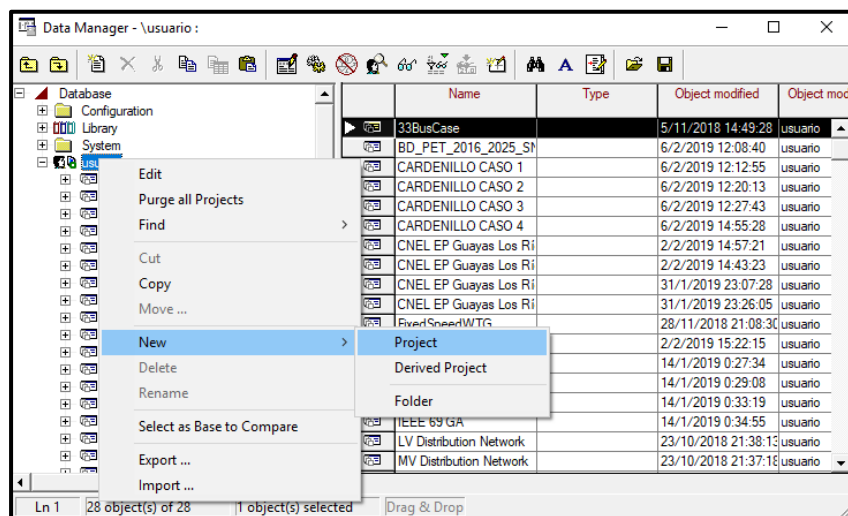 Data Manager - \usuario :
Database
Configuration
Library
System
usu
Edit
Purge all Projects
Find
Cut
Copy
Move ...
New
Delete
Rename
Select as Base to Compare
Export ...
Import ...
Project
Derived Project
Folder
Name Type Object modified Object mod
33BusCase 5/11/2018 14:49:28 usuario
BD_PET_2016_2025_SN 6/2/2019 12:08:40 usuario
CARDENILLO CASO 1 6/2/2019 12:12:55 usuario
CARDENILLO CASO 2 6/2/2019 12:20:13 usuario
CARDENILLO CASO 3 6/2/2019 12:27:43 usuario
CARDENILLO CASO 4 6/2/2019 14:55:28 usuario
CNEL EP Guayas Los Rí 2/2/2019 14:57:21 usuario
CNEL EP Guayas Los Rí 2/2/2019 14:43:23 usuario
CNEL EP Guayas Los Rí 31/1/2019 23:07:28 usuario
CNEL EP Guayas Los Rí 31/1/2019 23:26:05 usuario
FixedSpeedWTG 28/11/2018 21:08:30 usuario
2/2/2019 15:22:15 usuario
14/1/2019 0:27:34 usuario
14/1/2019 0:29:08 usuario
14/1/2019 0:33:19 usuario
IEEE 69 GA 14/1/2019 0:34:55 usuario
LV Distribution Network 23/10/2018 21:38:13 usuario
MV Distribution Network 23/10/2018 21:37:18 usuario
Ln 1 28 object(s) of 28 1 object(s) selected Drag & Drop